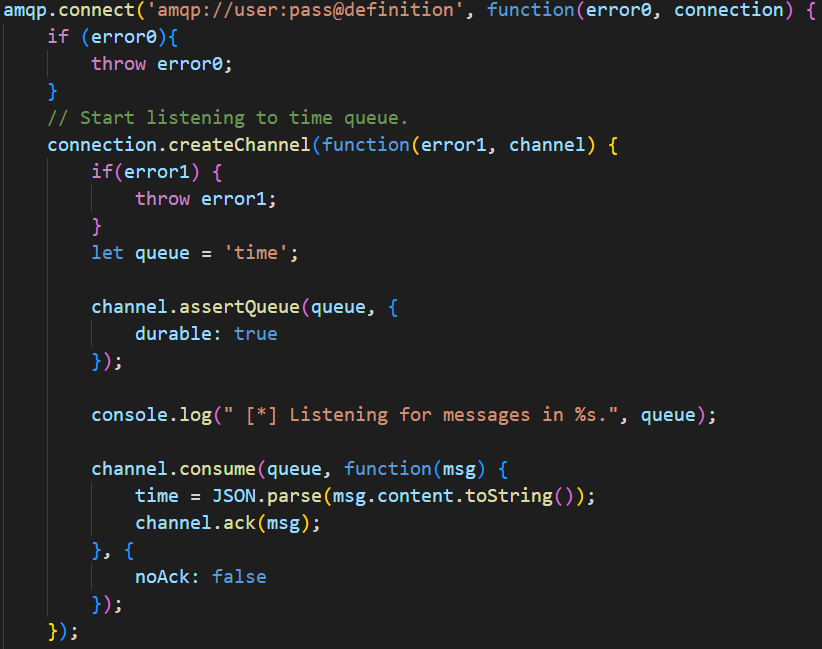 amqp.connect('amqp://user:pass@definition', function(error0, connection) {
    if (error0){
        throw error0;
    }
    // Start listening to time queue.
    connection.createChannel(function(error1, channel) {
        if(error1) {
            throw error1;
        }
        let queue = 'time';

        channel.assertQueue(queue, {
            durable: true
        });

        console.log(" [*] Listening for messages in %s.", queue);

        channel.consume(queue, function(msg) {
            time = JSON.parse(msg.content.toString());
            channel.ack(msg);
        }, {
            noAck: false
        });
    });